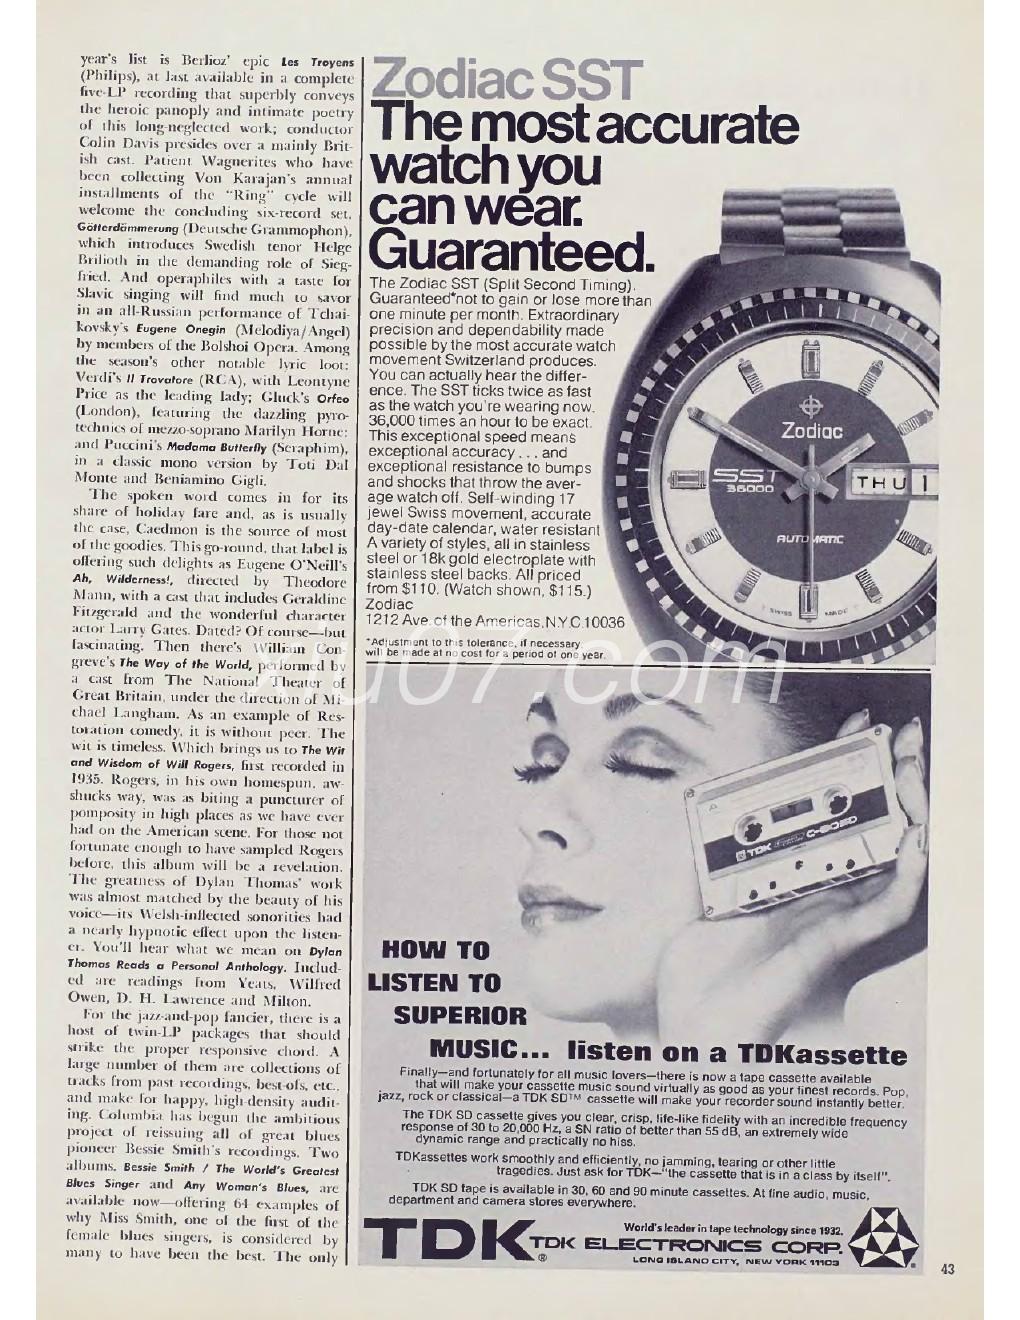 year's list is Berlioz' epic Les Troyens
(Philips), at last available in a complete
five-LP recording that superbly conveys
the heroic panoply and intimate poetry
of this long-neglected work; conductor
Colin Davis presides over a mainly Brit-
ish cast. Patient Wagnerites who have
been collecting Von Karajan's annual
installments of the "Ring" cycle will
welcome the concluding six-record set,
Götterdämmerung (Deutsche Grammophon),
which introduces Swedish tenor Helge
Brilioth in the demanding role of Sieg-
fried. And operaphiles with a taste for
Slavic singing will find much to savor
in an all-Russian performance of Tchai-
kovsky's Eugene Onegin (Melodiya/Angel)
by members of the Bolshoi Opera. Among
the season's other notable lyric loot:
Verdi's Il Trovatore (RCA), with Leontyne
Price as the leading lady; Gluck's Orfeo
(London), featuring the dazzling pyro-
technics of mezzo-soprano Marilyn Horne;
and Puccini's Madama Butterfly (Seraphim),
in a classic mono version by Toti Dal
Monte and Beniamino Gigli.
The spoken word comes in for its
share of holiday fare and, as is usually
the case, Caedmon is the source of most
of the goodies. This go-round, that label is
offering such delights as Eugene O'Neill's
Ah, Wilderness!, directed by Theodore
Mann, with a cast that includes Geraldine
Fitzgerald and the wonderful character
actor Larry Gates. Dated? Of course—but
fascinating. Then there's William Con-
greve's The Way of the World, performed by
a cast from The National Theater of
Great Britain, under the direction of Mi-
chael Langham. As an example of Res-
toration comedy, it is without peer. The
wit is timeless. Which brings us to The Wit
and Wisdom of Will Rogers, first recorded in
1935. Rogers, in his own homespun, aw-
shucks way, was as biting a puncturer of
pomposity in high places as we have ever
had on the American scene. For those not
fortunate enough to have sampled Rogers
before, this album will be a revelation.
The greatness of Dylan Thomas' work
was almost matched by the beauty of his
voice—its Welsh-inflected sonorities had
a nearly hypnotic effect upon the listen-
er. You'll hear what we mean on Dylan
Thomas Reads a Personal Anthology. Includ-
ed are readings from Yeats, Wilfred
Owen, D. H. Lawrence and Milton.
For the jazz-and-pop fancier, there is a
host of twin-LP packages that should
strike the proper responsive chord. A
large number of them are collections of
tracks from past recordings, best-ofs, etc.,
and make for happy, high-density audit-
ing. Columbia has begun the ambitious
project of reissuing all of great blues
pioneer Bessie Smith's recordings. Two
albums, Bessie Smith / The World's Greatest
Blues Singer and Any Woman's Blues, are
available now—offering 64 examples of
why Miss Smith, one of the first of the
female blues singers, is considered by
many to have been the best. The only
Zodiac SST
The most accurate
watch you
can wear.
Guaranteed.
The Zodiac SST (Split Second Timing).
Guaranteed*not to gain or lose more than
one minute per month. Extraordinary
precision and dependability made
possible by the most accurate watch
movement Switzerland produces.
You can actually hear the differ-
ence. The SST ticks twice as fast
as the watch you're wearing now.
36,000 times an hour to be exact.
This exceptional speed means
exceptional accuracy . . . and
exceptional resistance to bumps
and shocks that throw the aver-
age watch off. Self-winding 17
jewel Swiss movement, accurate
day-date calendar, water resistant
A variety of styles, all in stainless
steel or 18k gold electroplate with
stainless steel backs. All priced
from $110. (Watch shown, $115.)
Zodiac
1212 Ave. of the Americas, N.Y.C. 10036
*Adjustment to this tolerance, if necessary,
will be made at no cost for a period of one year.
Zodiac
SST
36000
THU 1
AUTOMATIC
SWISS MADE
xtd07.com
A
TDK C-60SD
HOW TO
LISTEN TO
SUPERIOR
MUSIC... listen on a TDKassette
Finally—and fortunately for all music lovers—there is now a tape cassette available
that will make your cassette music sound virtually as good as your finest records. Pop,
jazz, rock or classical—a TDK SD™ cassette will make your recorder sound instantly better.
The TDK SD cassette gives you clear, crisp, life-like fidelity with an incredible frequency
response of 30 to 20,000 Hz, a SN ratio of better than 55 dB, an extremely wide
dynamic range and practically no hiss.
TDKassettes work smoothly and efficiently, no jamming, tearing or other little
tragedies. Just ask for TDK—"the cassette that is in a class by itself".
TDK SD tape is available in 30, 60 and 90 minute cassettes. At fine audio, music,
department and camera stores everywhere.
TDK®
World's leader in tape technology since 1932.
TDK ELECTRONICS CORP.
LONG ISLAND CITY, NEW YORK 11103
43